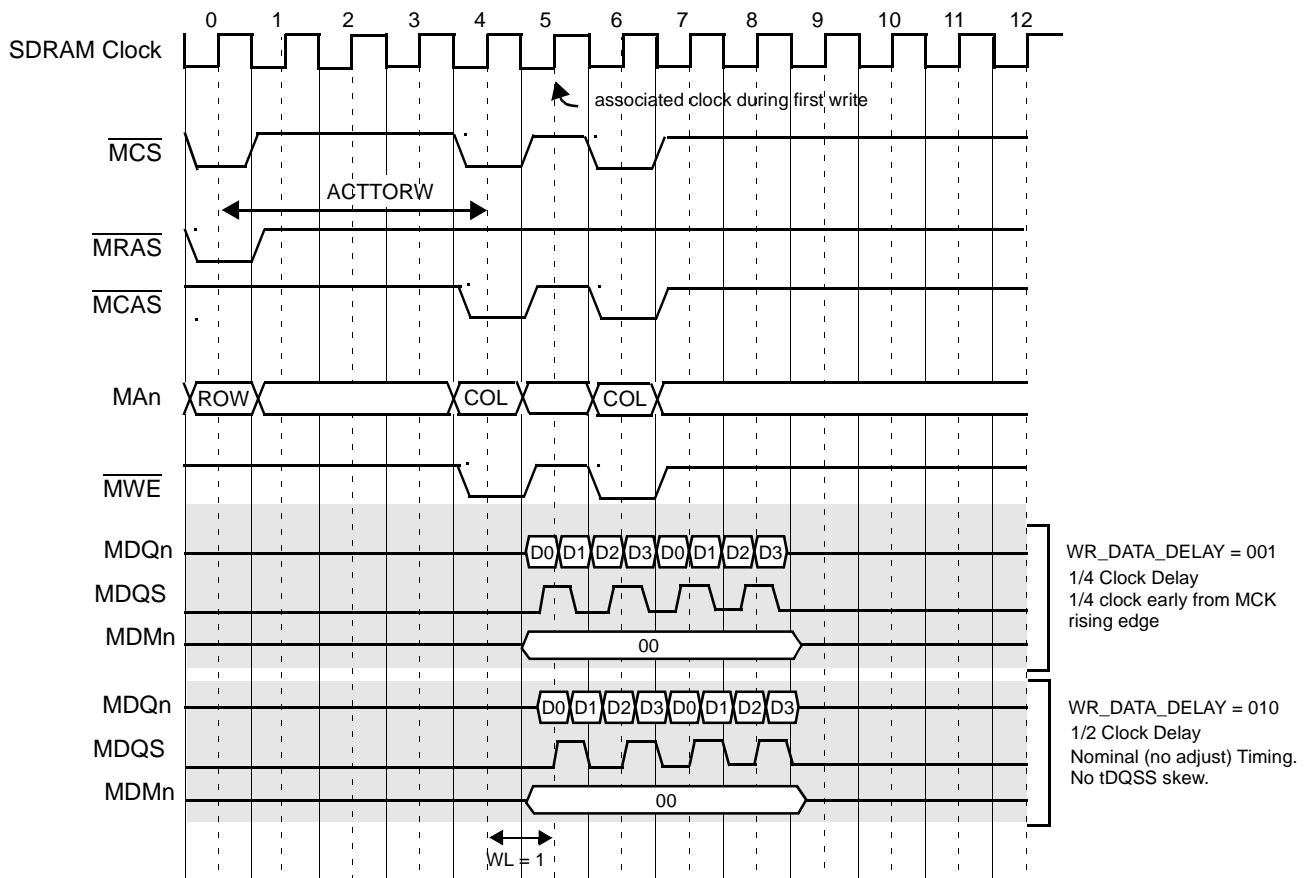 0 1 2 3 4 5 6 7 8 9 10 11 12
SDRAM Clock
associated clock during first write
MCS
ACTTORW
MRAS
MCAS
MAn ROW COL COL
MWE
MDQn D0 D1 D2 D3 D0 D1 D2 D3
MDQS
MDMn 00
WR_DATA_DELAY = 001
1/4 Clock Delay
1/4 clock early from MCK
rising edge
MDQn D0 D1 D2 D3 D0 D1 D2 D3
MDQS
MDMn 00
WR_DATA_DELAY = 010
1/2 Clock Delay
Nominal (no adjust) Timing.
No tDQSS skew.
WL = 1